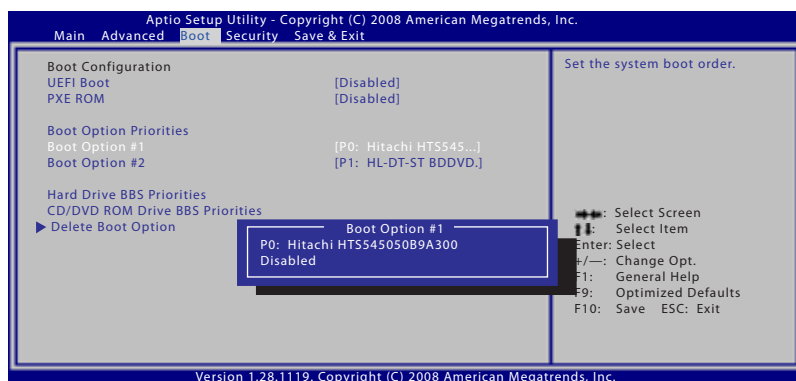 Aptio Setup Utility - Copyright (C) 2008 American Megatrends, Inc.
Main Advanced Boot Security Save & Exit
Boot Configuration
UEFI Boot [Disabled]
PXE ROM [Disabled]
Boot Option Priorities
Boot Option #1 [P0: Hitachi HTS545...]
Boot Option #2 [P1: HL-DT-ST BDDVD.]
Hard Drive BBS Priorities
CD/DVD ROM Drive BBS Priorities
Delete Boot Option
Boot Option #1
P0: Hitachi HTS545050B9A300
Disabled
Set the system boot order.
: Select Screen
: Select Item
Enter: Select
+/—: Change Opt.
F1: General Help
F9: Optimized Defaults
F10: Save ESC: Exit
Version 1.28.1119. Copyright (C) 2008 American Megatrends, Inc.